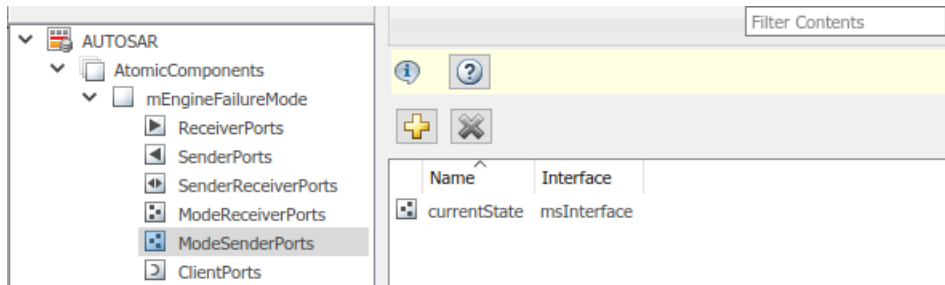 Filter Contents
AUTOSAR
AtomicComponents
mEngineFailureMode
ReceiverPorts
SenderPorts
SenderReceiverPorts
ModeReceiverPorts
ModeSenderPorts
ClientPorts
Name Interface
currentState msInterface